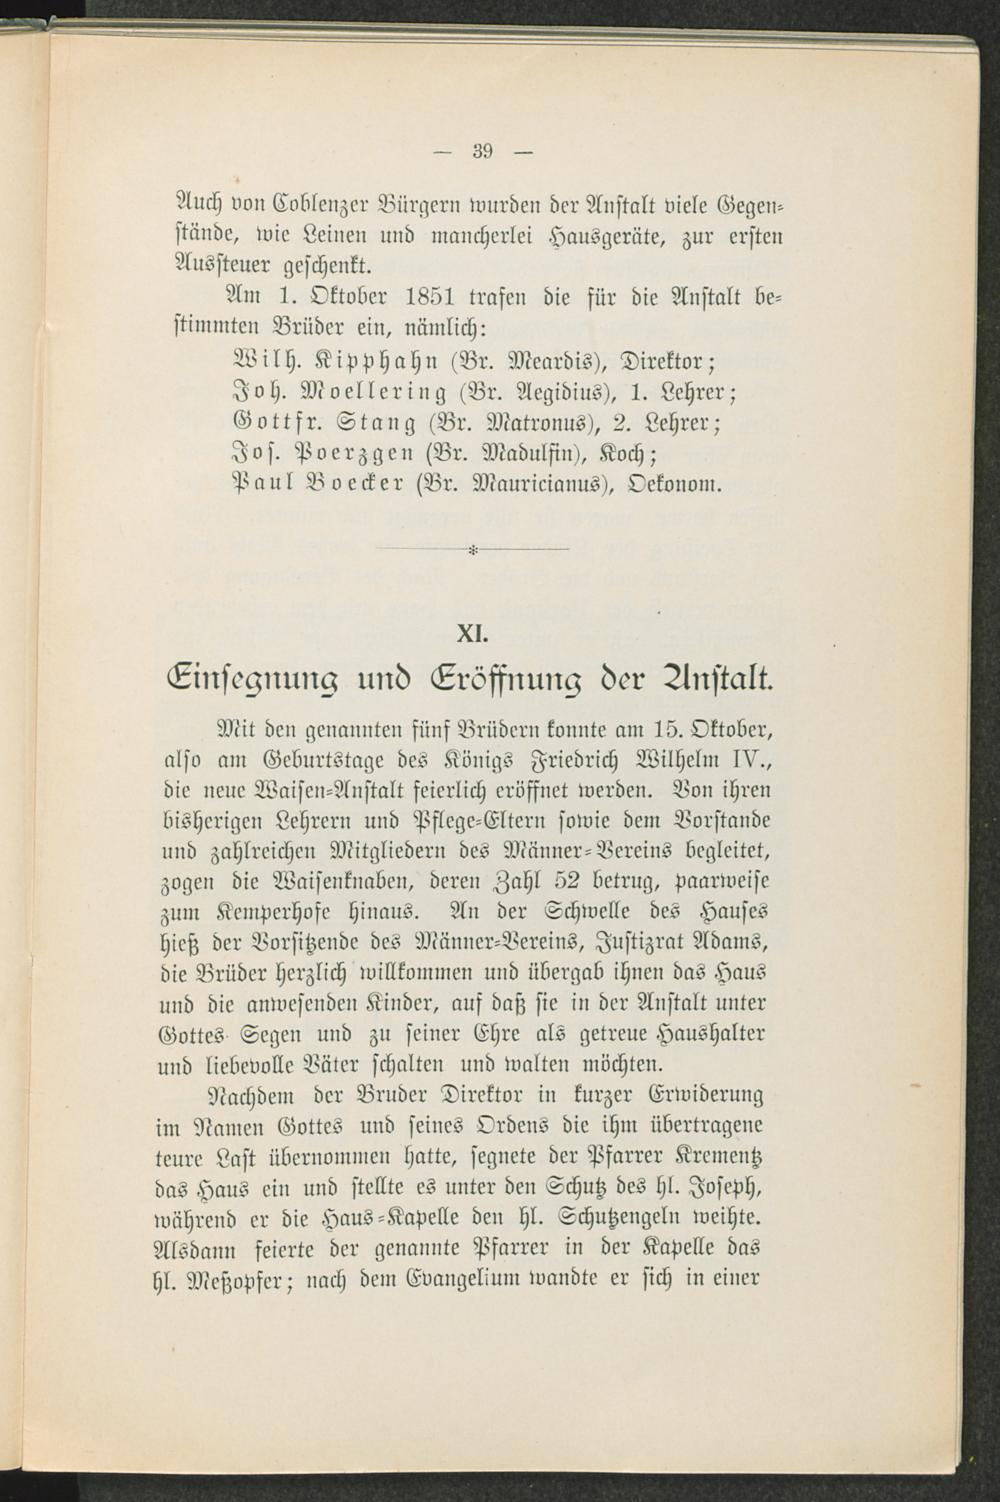 — 39 —
Auch von Coblenzer Bürgern wurden der Anstalt viele Gegen-
stände, wie Leinen und mancherlei Hausgeräte, zur ersten
Aussteuer geschenkt.
Am 1. Oktober 1851 trafen die für die Anstalt be-
stimmten Brüder ein, nämlich:
Wilh. Kipphahn (Br. Meardis), Direktor;
Joh. Moellering (Br. Aegidius), 1. Lehrer;
Gottfr. Stang (Br. Matronus), 2. Lehrer;
Jos. Poerzgen (Br. Madulfin), Koch;
Paul Boecker (Br. Mauricianus), Oekonom.
XI.
Einsegnung und Eröffnung der Anstalt.
Mit den genannten fünf Brüdern konnte am 15. Oktober,
also am Geburtstage des Königs Friedrich Wilhelm IV.,
die neue Waisen-Anstalt feierlich eröffnet werden. Von ihren
bisherigen Lehrern und Pflege-Eltern sowie dem Vorstande
und zahlreichen Mitgliedern des Männer-Vereins begleitet,
zogen die Waisenknaben, deren Zahl 52 betrug, paarweise
zum Kemperhofe hinaus. An der Schwelle des Hauses
hieß der Vorsitzende des Männer-Vereins, Justizrat Adams,
die Brüder herzlich willkommen und übergab ihnen das Haus
und die anwesenden Kinder, auf daß sie in der Anstalt unter
Gottes Segen und zu seiner Ehre als getreue Haushalter
und liebevolle Väter schalten und walten möchten.
Nachdem der Bruder Direktor in kurzer Erwiderung
im Namen Gottes und seines Ordens die ihm übertragene
teure Last übernommen hatte, segnete der Pfarrer Krementz
das Haus ein und stellte es unter den Schutz des hl. Joseph,
während er die Haus-Kapelle den hl. Schutzengeln weihte.
Alsdann feierte der genannte Pfarrer in der Kapelle das
hl. Meßopfer; nach dem Evangelium wandte er sich in einer